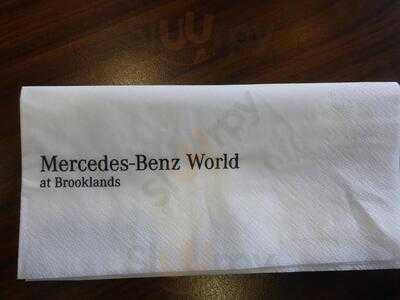 Mercedes-Benz World
at Brooklands